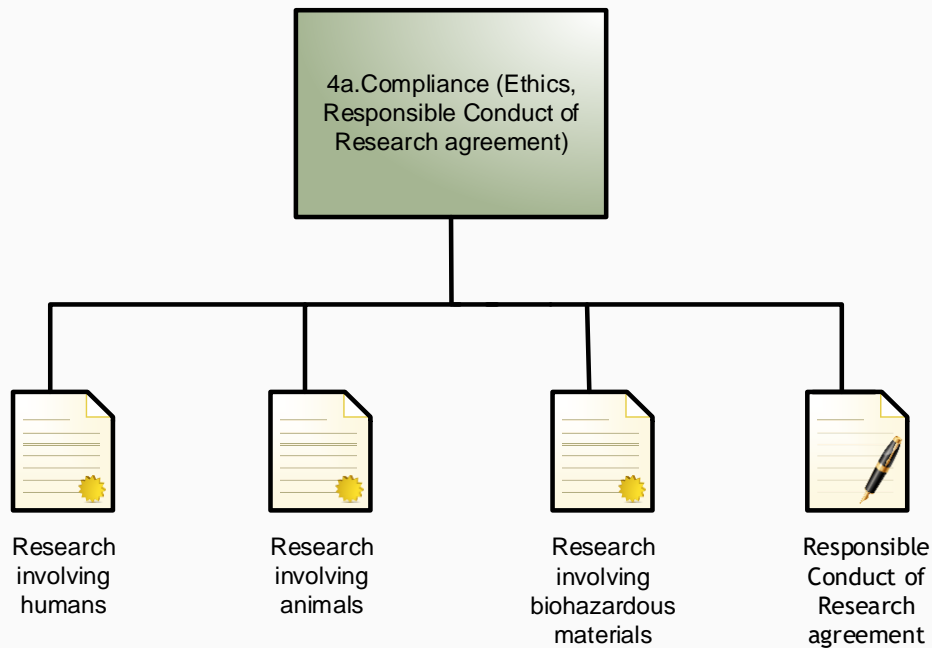 4a.Compliance (Ethics,
Responsible Conduct of
Research agreement)
Research
involving
humans
Research
involving
animals
Research
involving
biohazardous
materials
Responsible
Conduct of
Research
agreement